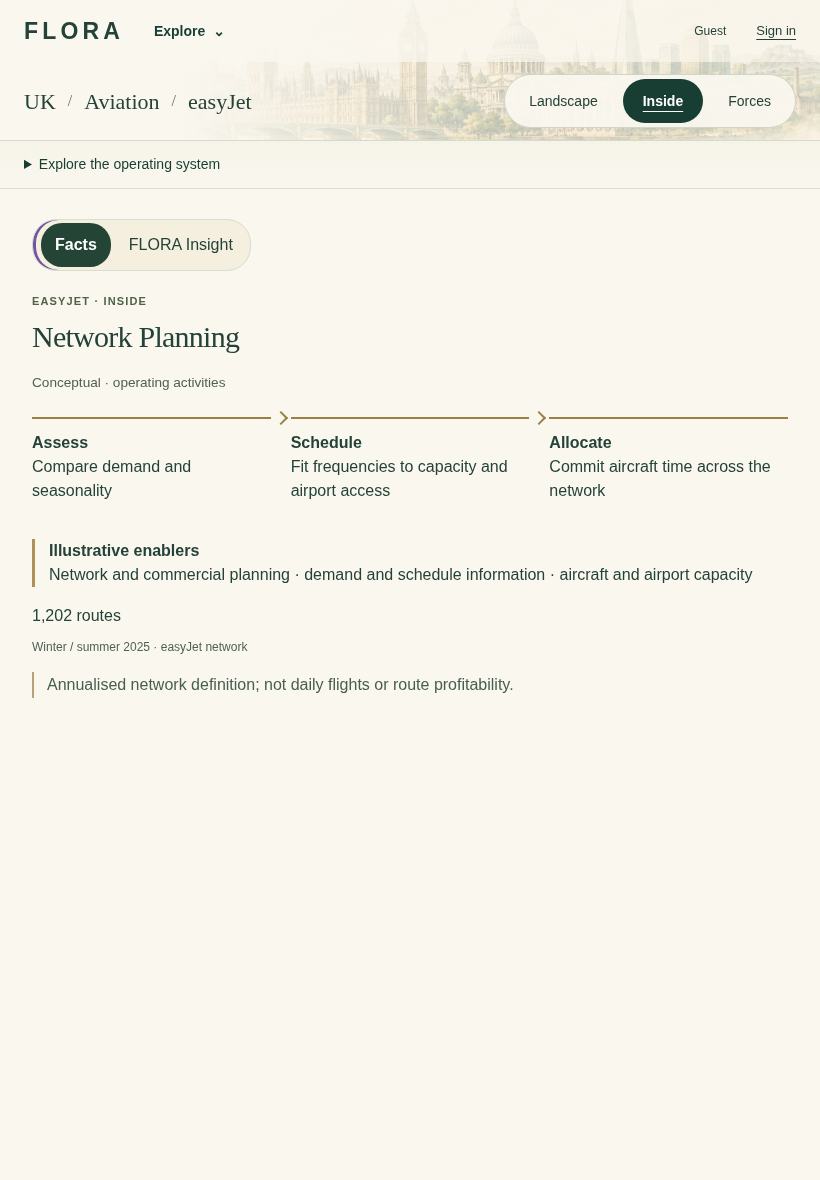 FLORA
Explore
Guest
Sign in
UK / Aviation / easyJet
Landscape
Inside
Forces
Explore the operating system
Facts
FLORA Insight
EASYJET · INSIDE
Network Planning
Conceptual · operating activities
Assess
Compare demand and
seasonality
Schedule
Fit frequencies to capacity and
airport access
Allocate
Commit aircraft time across the
network
Illustrative enablers
Network and commercial planning · demand and schedule information · aircraft and airport capacity
1,202 routes
Winter / summer 2025 · easyJet network
Annualised network definition; not daily flights or route profitability.